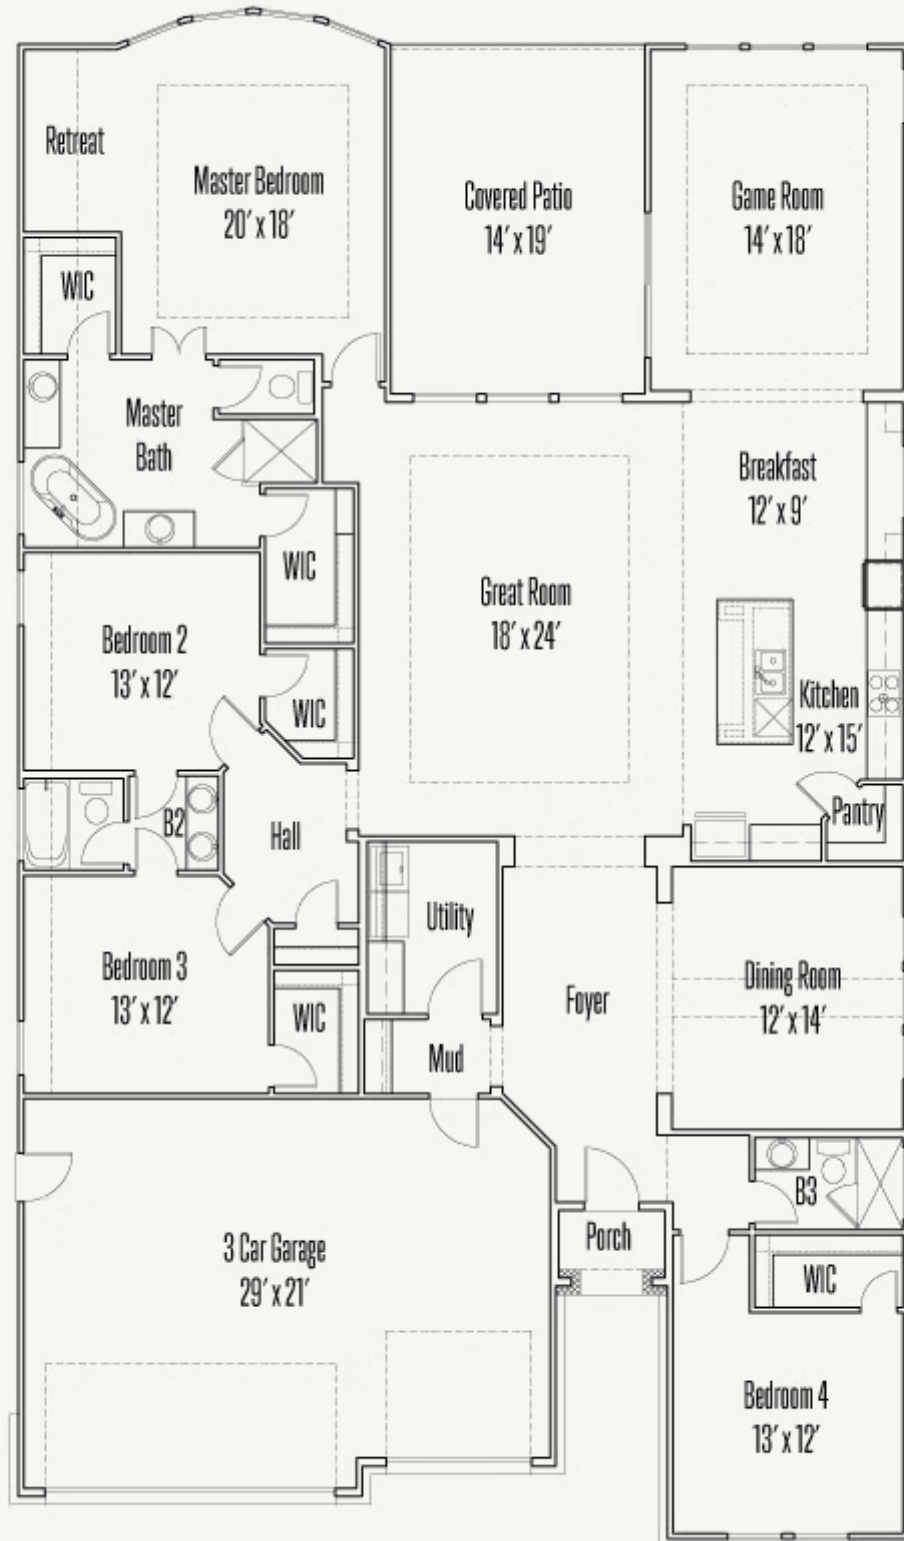 Retreat
Master Bedroom
20' x 18'
Covered Patio
14' x 19'
Game Room
14' x 18'
WIC
Master
Bath
Breakfast
12' x 9'
WIC
Great Room
18' x 24'
Bedroom 2
13' x 12'
WIC
Kitchen
12' x 15'
B2
Hall
Pantry
Utility
Bedroom 3
13' x 12'
WIC
Foyer
Dining Room
12' x 14'
Mud
B3
3 Car Garage
29' x 21'
Porch
WIC
Bedroom 4
13' x 12'